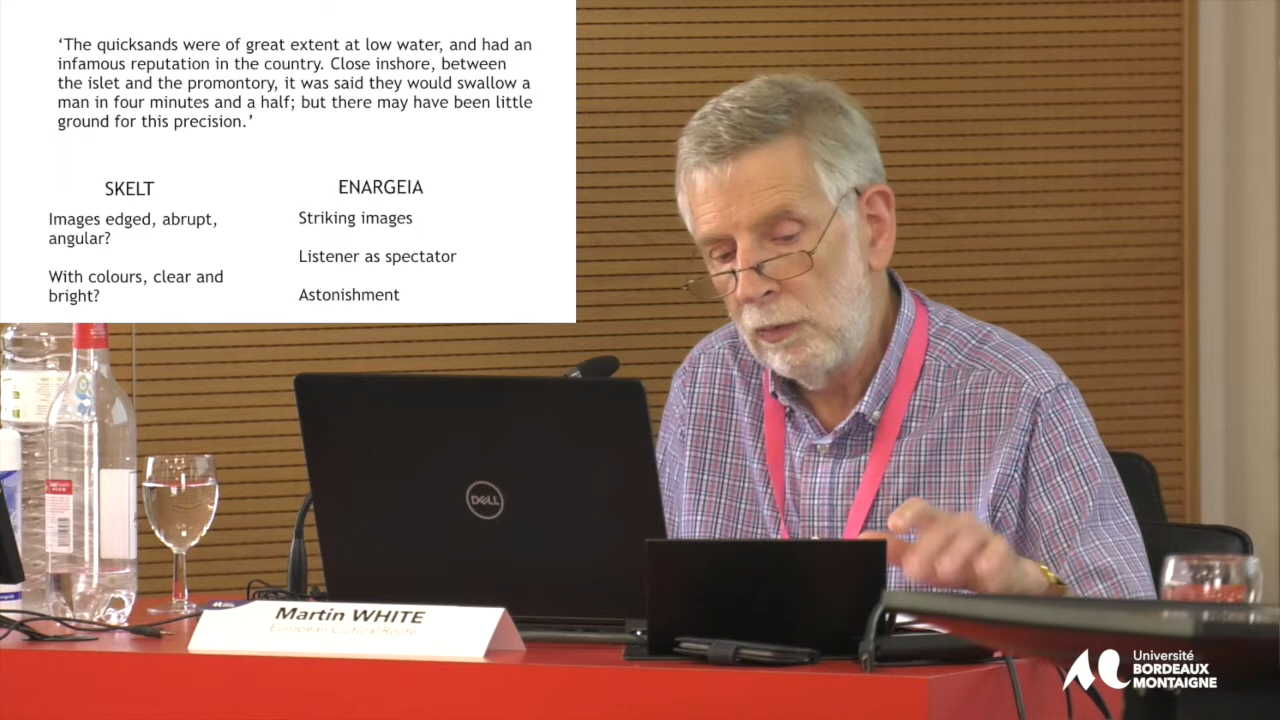 ‘The quicksands were of great extent at low water, and had an
infamous reputation in the country. Close inshore, between
the islet and the promontory, it was said they would swallow a
man in four minutes and a half; but there may have been little
ground for this precision.’
SKELT
Images edged, abrupt,
angular?
With colours, clear and
bright?
ENARGEIA
Striking images
Listener as spectator
Astonishment
DELL
Martin WHITE
European Cultural Route
Université
BORDEAUX
MONTAIGNE